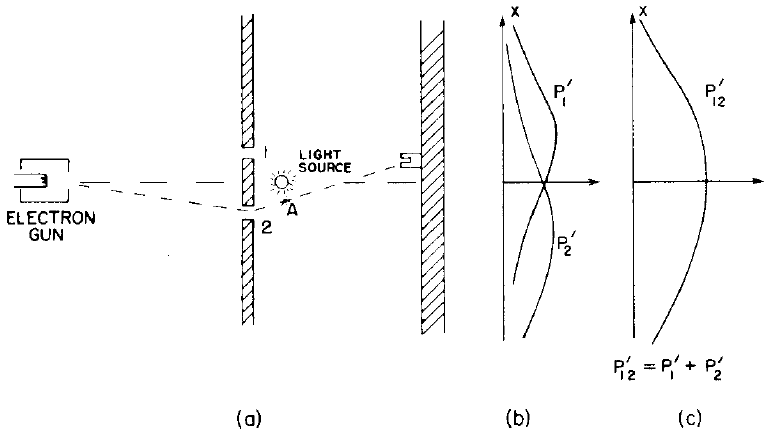 x
x
P₁′
P₁₂′
1
LIGHT
SOURCE
ELECTRON
GUN
A
2
P₂′
P₁₂′ = P₁′ + P₂′
(a)
(b)
(c)